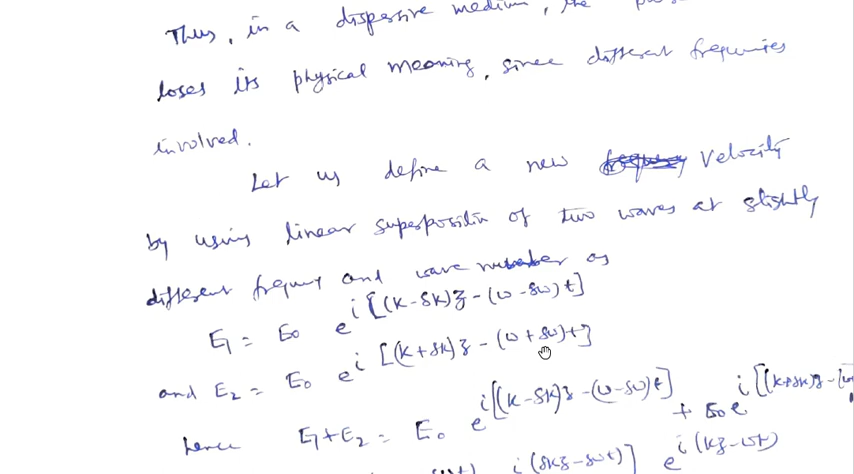 Thus, in a dispersive medium, the
loses its physical meaning, since different frequencies
involved.
Let us define a new velocity
by using linear superposition of two waves at slightly
different frequency and wave number as
E₁ = E₀ e^{i[(k-δk)z-(ω-δω)t]}
and E₂ = E₀ e^{i[(k+δk)z-(ω+δω)t]}
hence E₁+E₂ = E₀ e^{i[(k-δk)z-(ω-δω)t]} + E₀ e^{i[(k+δk)z-(ω
i(δkz-δωt)] e^{i(kz-ωt)}